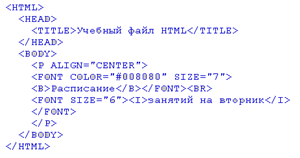 <HTML>
<HEAD>
<TITLE>Учебный файл HTML</TITLE>
</HEAD>
<BODY>
<P ALIGN="CENTER">
<FONT COLOR="#008080" SIZE="7">
<B>Расписание</B></FONT><BR>
<FONT SIZE="6"><I>занятий на вторник</I>
</FONT>
</P>
</BODY>
</HTML>